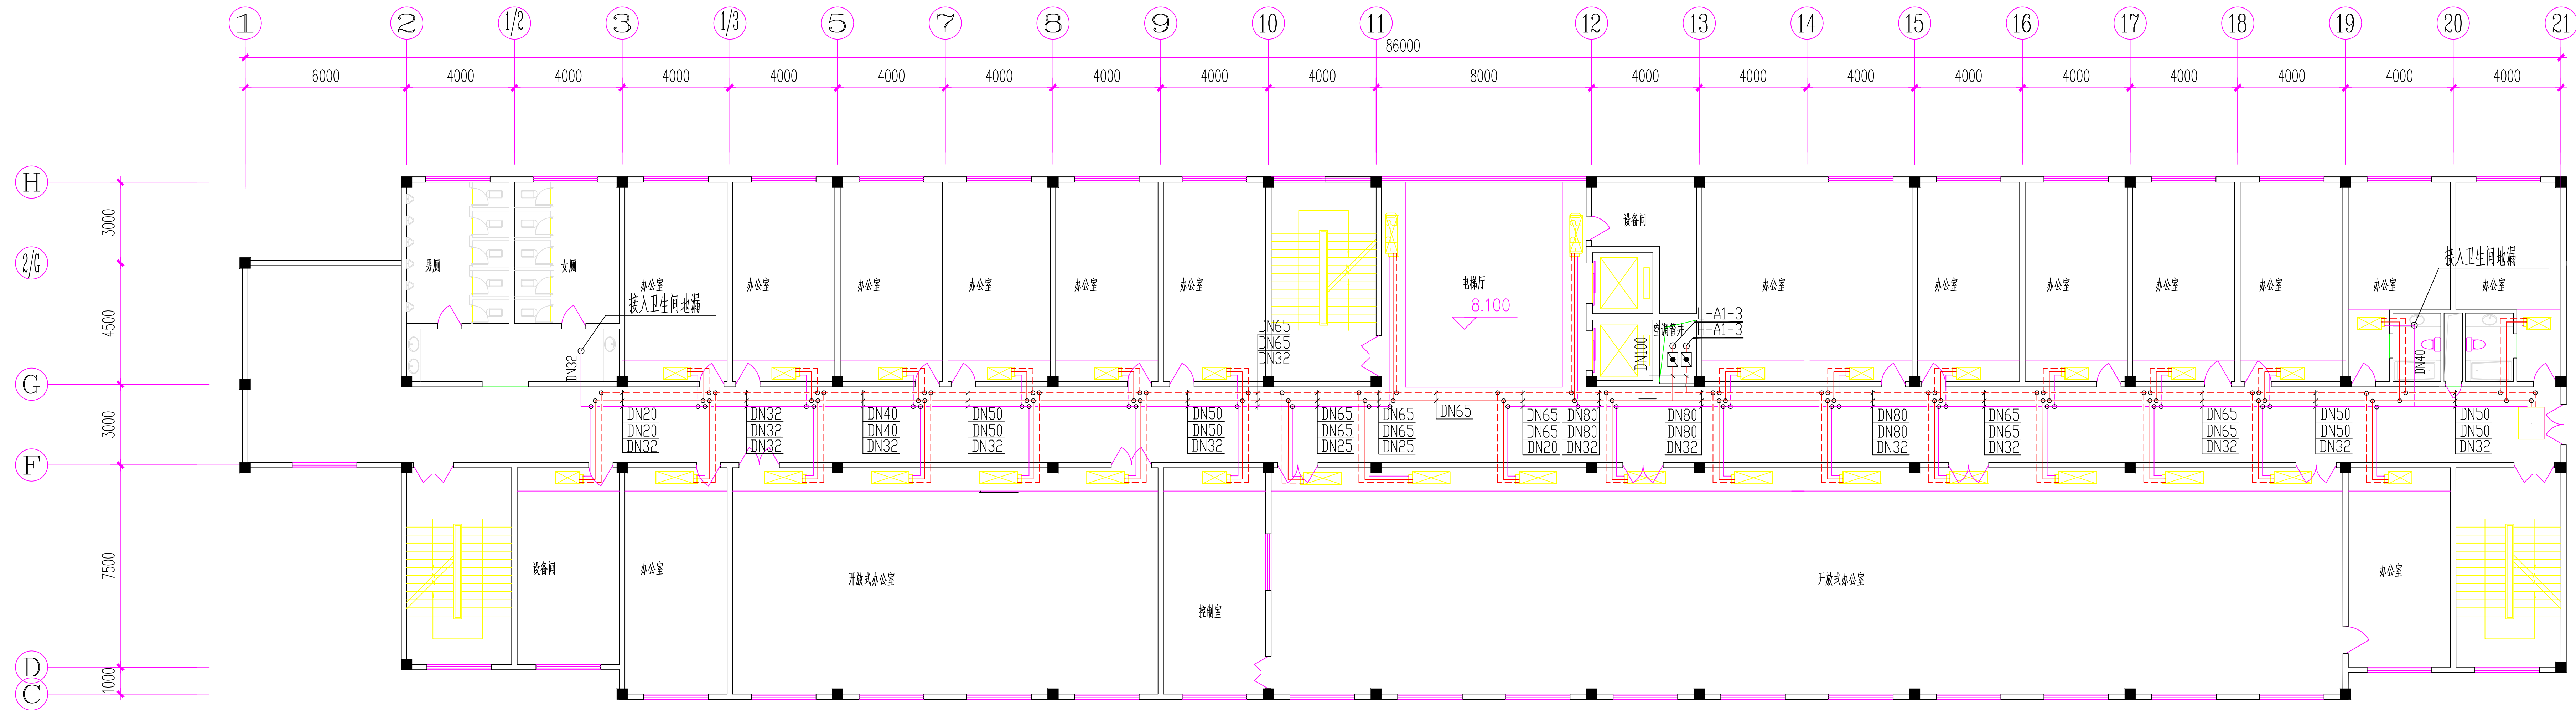 1 2 1/2 3 1/3 5 7 8 9 10 11 12 13 14 15 16 17 18 19 20 21
86000
6000 4000 4000 4000 4000 4000 4000 4000 4000 4000 8000 4000 4000 4000 4000 4000 4000 4000 4000 4000
H
3000
2/G
4500
G
3000
F
7500
D
1000
C
男厕
女厕
办公室
办公室
办公室
办公室
办公室
办公室
电梯厅
8.100
设备间
办公室
办公室
办公室
办公室
办公室
办公室
办公室
接入卫生间地漏
接入卫生间地漏
空调管井
L-A1-3
H-A1-3
DN100
DN32
DN40
DN65
DN65
DN32
DN20
DN20
DN32
DN32
DN32
DN32
DN40
DN40
DN32
DN50
DN50
DN32
DN50
DN50
DN32
DN65
DN65
DN25
DN65
DN65
DN25
DN65
DN65
DN65
DN20
DN80
DN80
DN32
DN80
DN80
DN32
DN80
DN80
DN32
DN65
DN65
DN32
DN65
DN65
DN32
DN50
DN50
DN32
DN50
DN50
DN32
设备间
办公室
开放式办公室
控制室
开放式办公室
办公室